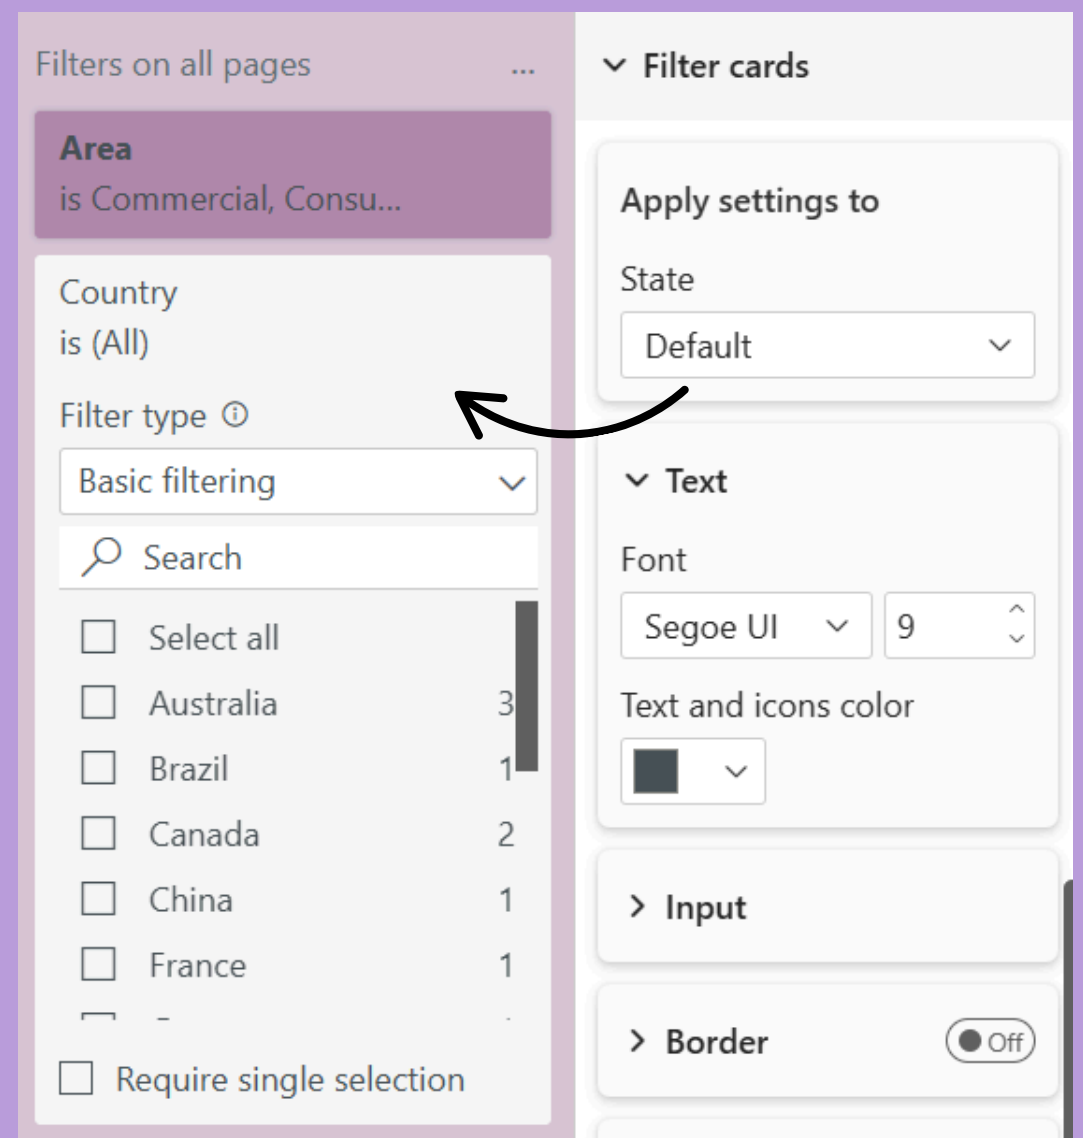 Filters on all pages
...
Area
is Commercial, Consu...
Country
is (All)
Filter type
Basic filtering
Search
Select all
Australia 3
Brazil 1
Canada 2
China 1
France 1
Require single selection
Filter cards
Apply settings to
State
Default
Text
Font
Segoe UI 9
Text and icons color
Input
Border Off